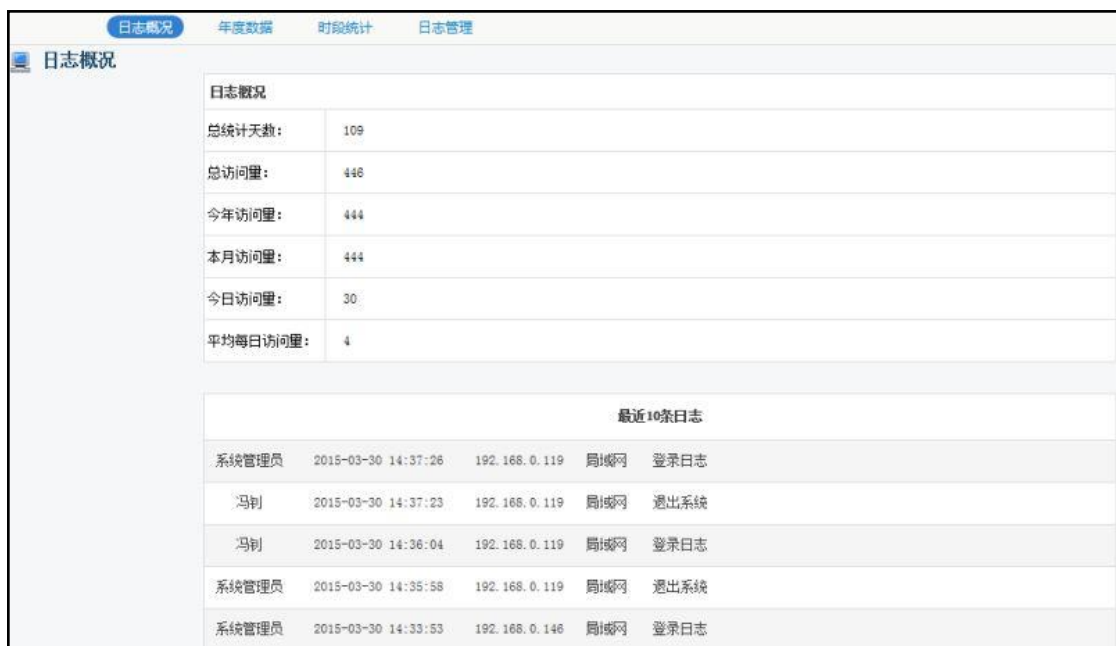 日志概况 年度数据 时段统计 日志管理
日志概况
日志概况
总统计天数： 109
总访问量： 446
今年访问量： 444
本月访问量： 444
今日访问量： 30
平均每日访问量： 4
最近10条日志
系统管理员 2015-03-30 14:37:26 192.168.0.119 局域网 登录日志
冯钊 2015-03-30 14:37:23 192.168.0.119 局域网 退出系统
冯钊 2015-03-30 14:36:04 192.168.0.119 局域网 登录日志
系统管理员 2015-03-30 14:35:58 192.168.0.119 局域网 退出系统
系统管理员 2015-03-30 14:33:53 192.168.0.146 局域网 登录日志